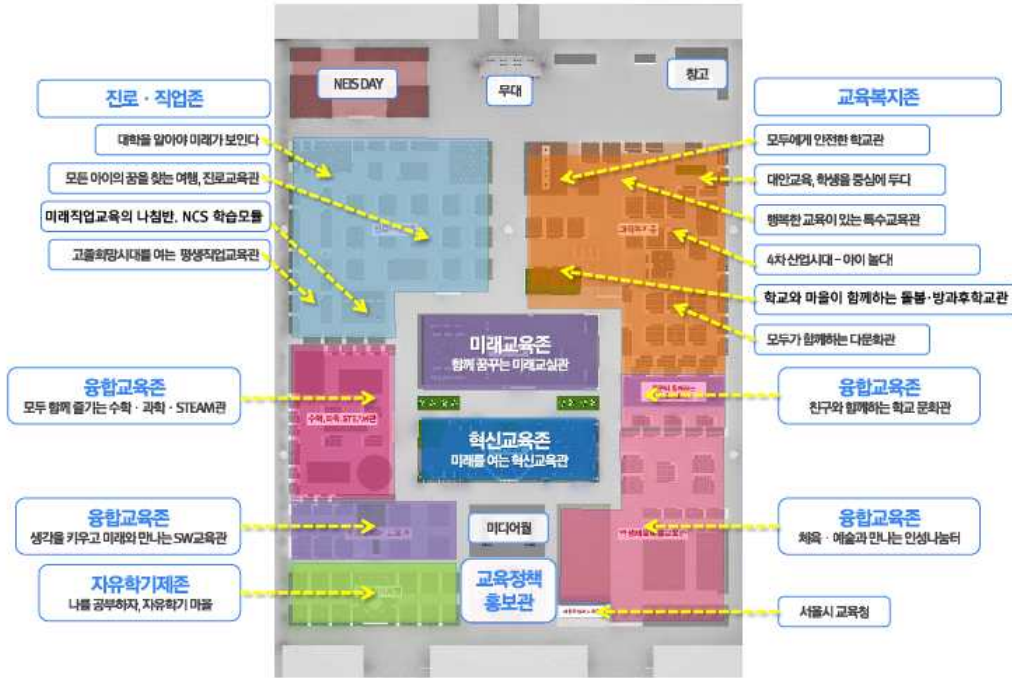 NEIS DAY
무대
창고
진로 · 직업존
대학을 알아야 미래가 보인다
모든 아이의 꿈을 찾는 여행, 진로교육관
미래직업교육의 나침반. NCS 학습모듈
고졸희망시대를 여는 평생직업교육관
교육복지존
모두에게 안전한 학교관
대안교육, 학생을 중심에 두다
행복한 교육이 있는 특수교육관
4차 산업시대 - 아이 놀다!
학교와 마을이 함께하는 돌봄·방과후학교관
모두가 함께하는 다문화관
미래교육존
함께 꿈꾸는 미래교실관
혁신교육존
미래를 여는 혁신교육관
융합교육존
모두 함께 즐기는 수학 · 과학 · STEAM관
수학, 과학, STEAM관
융합교육존
친구와 함께하는 학교 문화관
융합교육존
생각을 키우고 미래와 만나는 SW교육관
미디어월
융합교육존
체육 · 예술과 만나는 인성나눔터
자유학기제존
나를 공부하자, 자유학기 마을
교육정책
홍보관
서울시 교육청